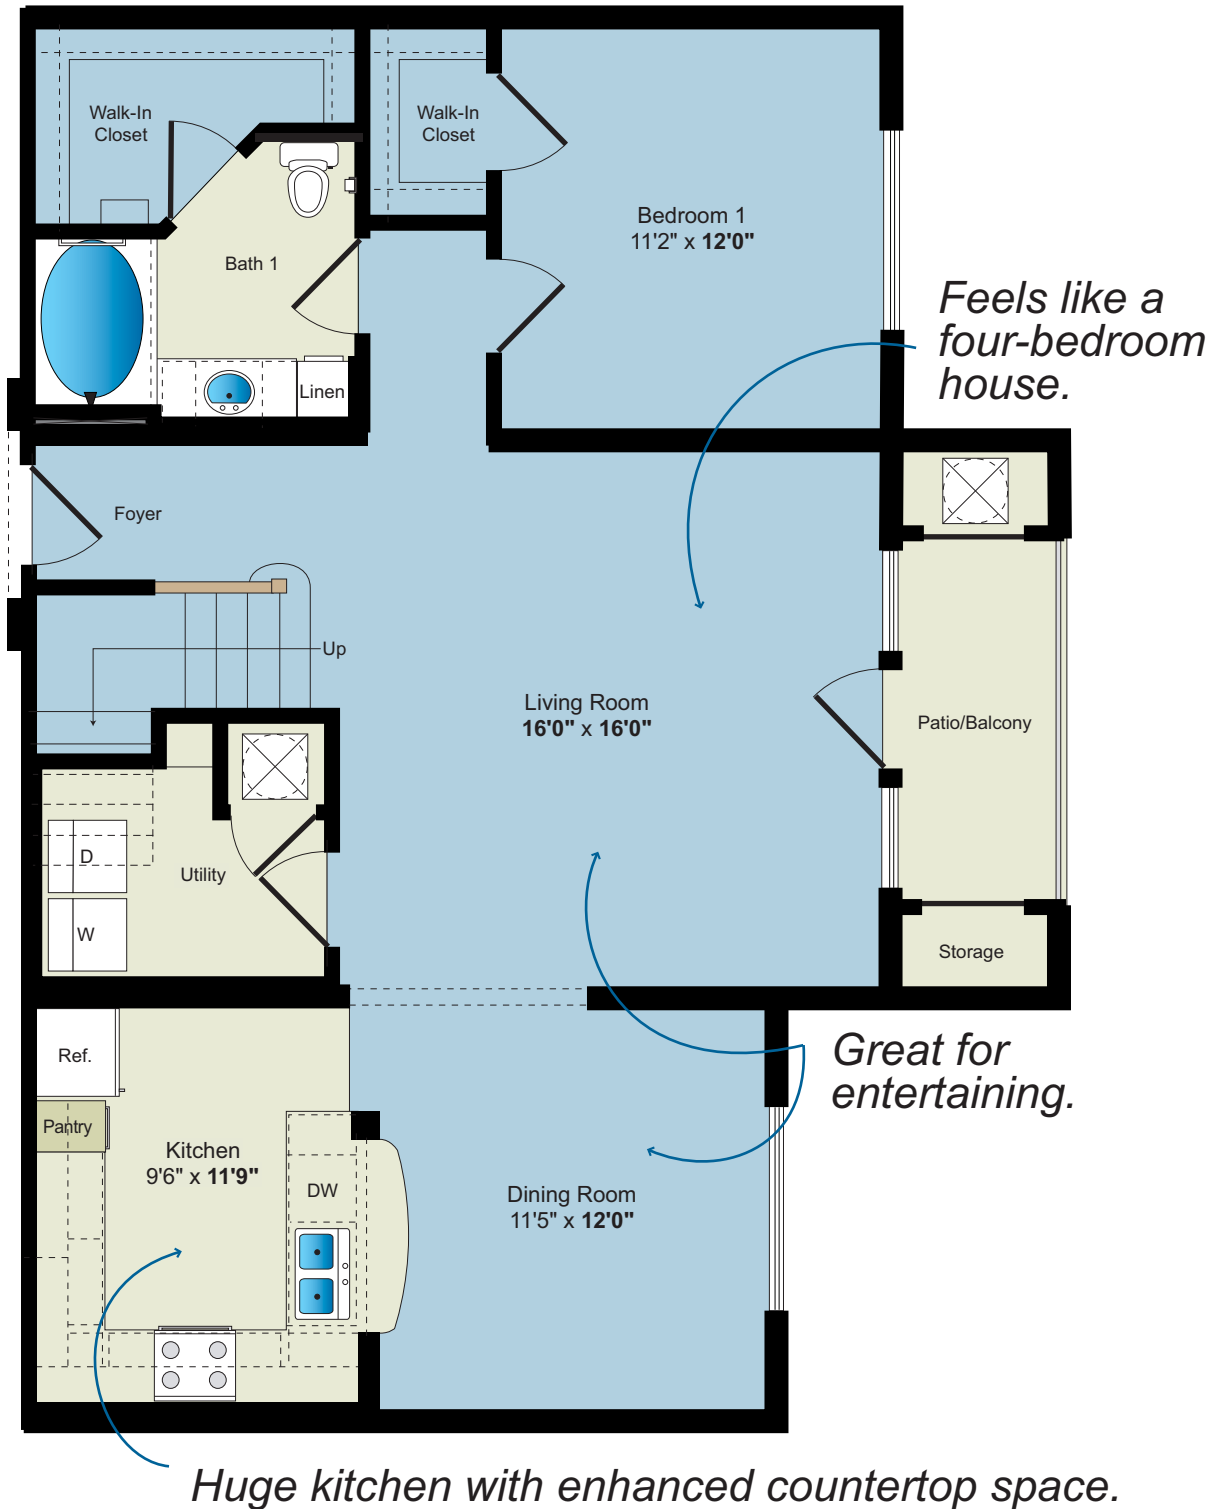 Walk-In
Closet
Walk-In
Closet
Bedroom 1
11'2" x 12'0"
Bath 1
Feels like a
four-bedroom
house.
Linen
Foyer
Up
Living Room
16'0" x 16'0"
Patio/Balcony
D
Utility
W
Storage
Ref.
Great for
entertaining.
Pantry
Kitchen
9'6" x 11'9"
DW
Dining Room
11'5" x 12'0"
Huge kitchen with enhanced countertop space.